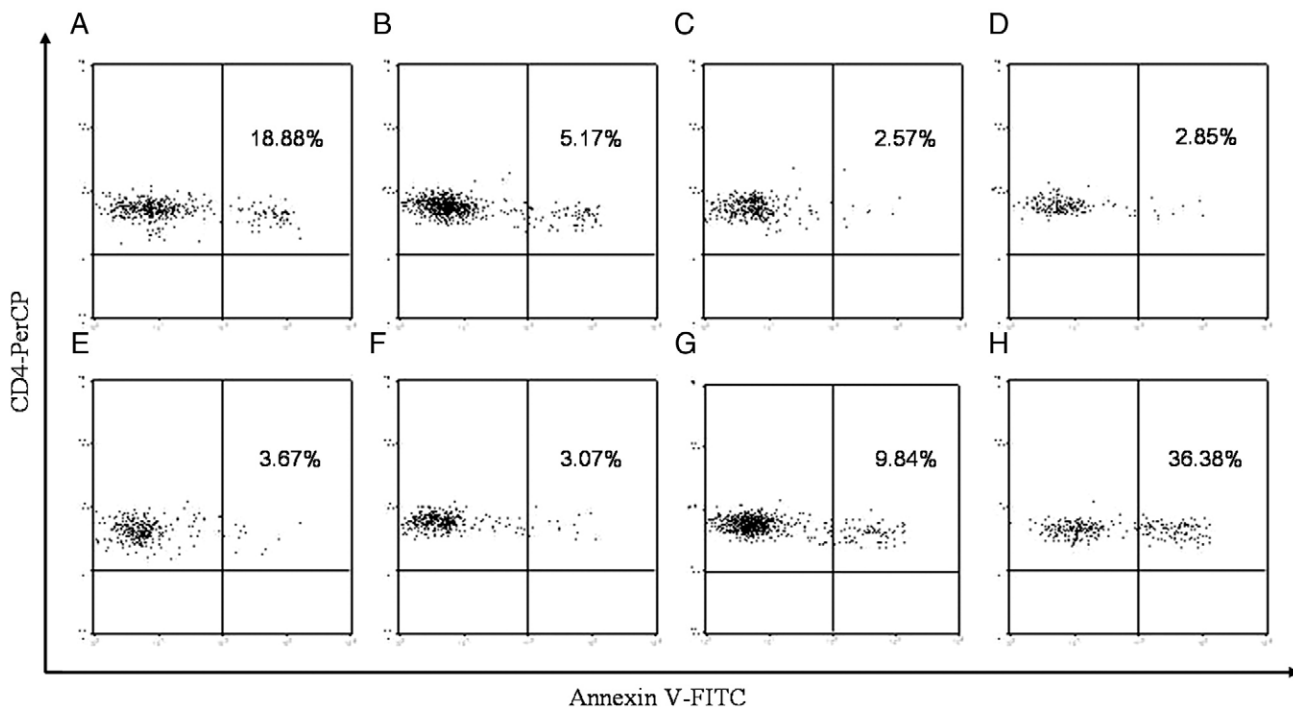 A
B
C
D
18.88%
5.17%
2.57%
2.85%
E
F
G
H
3.67%
3.07%
9.84%
36.38%
CD4-PerCP
Annexin V-FITC